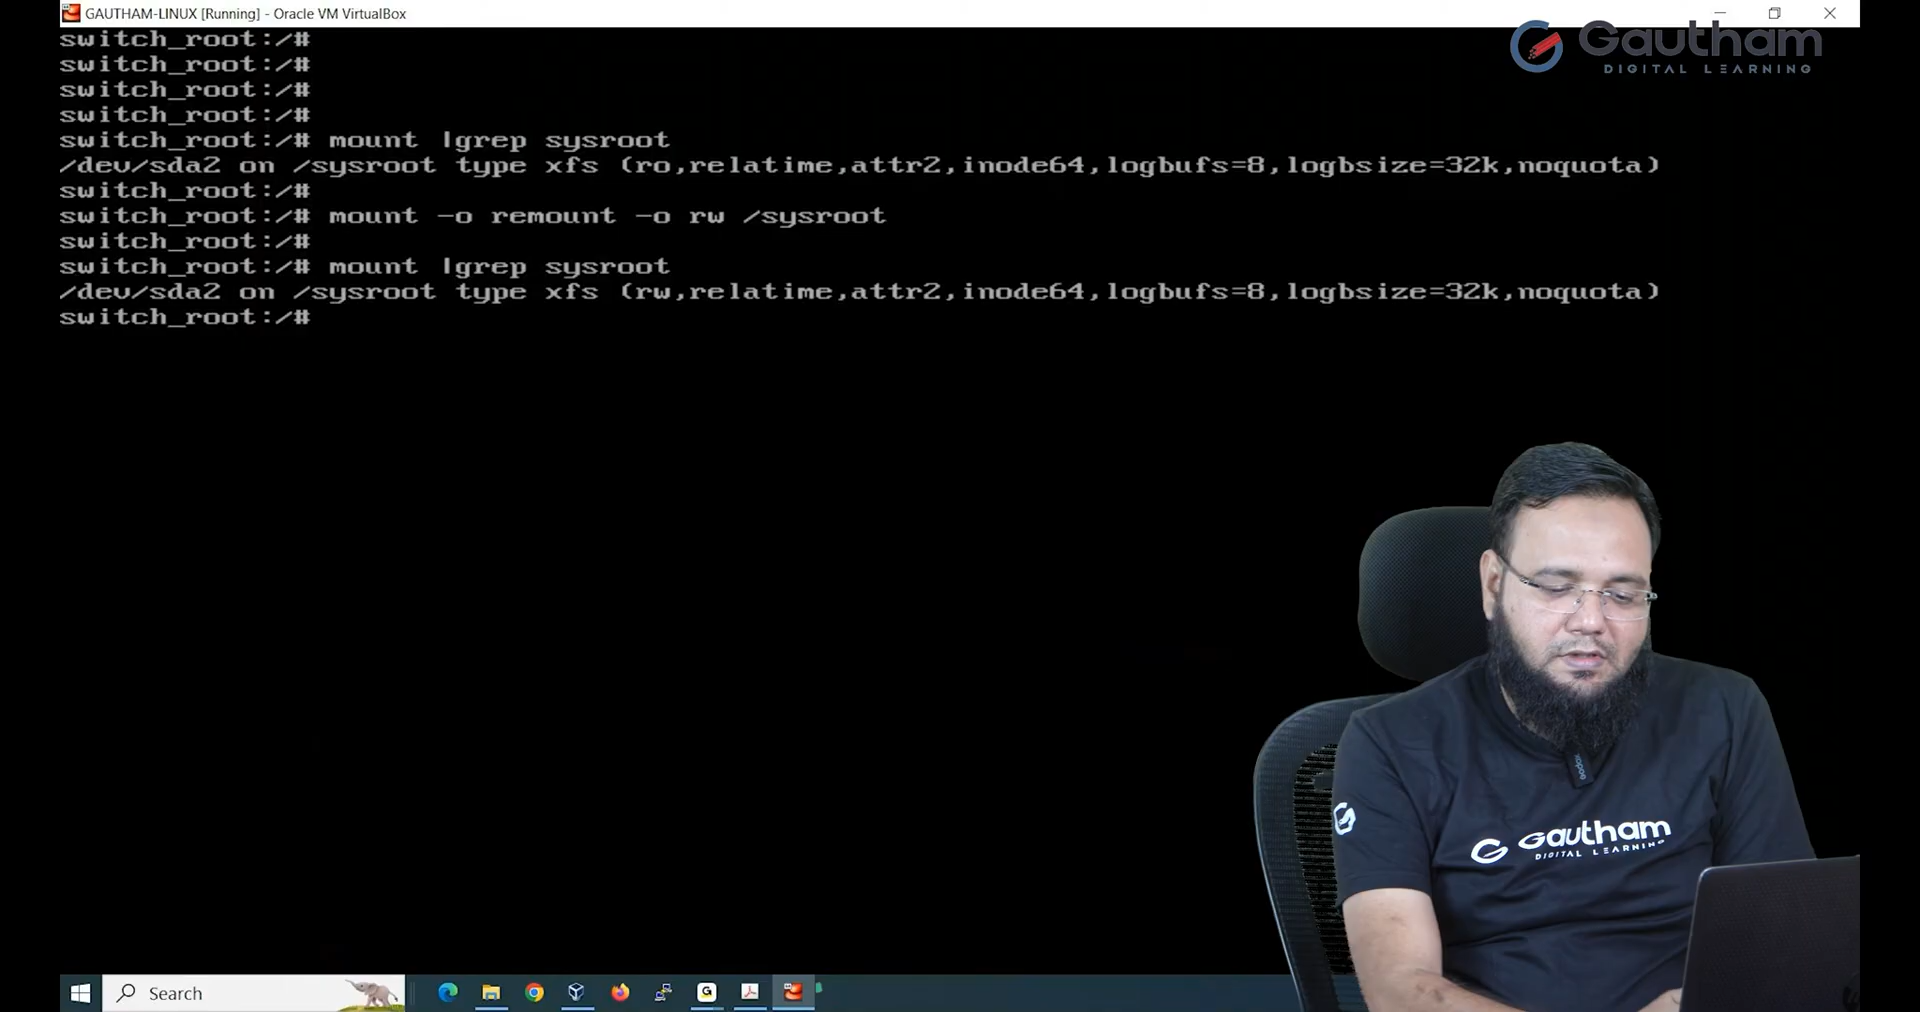 GAUTHAM-LINUX [Running] - Oracle VM VirtualBox
Gautham
DIGITAL LEARNING
switch_root:/#
switch_root:/#
switch_root:/#
switch_root:/#
switch_root:/# mount |grep sysroot
/dev/sda2 on /sysroot type xfs (ro,relatime,attr2,inode64,logbufs=8,logbsize=32k,noquota)
switch_root:/#
switch_root:/# mount -o remount -o rw /sysroot
switch_root:/#
switch_root:/# mount |grep sysroot
/dev/sda2 on /sysroot type xfs (rw,relatime,attr2,inode64,logbufs=8,logbsize=32k,noquota)
switch_root:/#
Godox
Gautham
DIGITAL LEARNING
Search
G